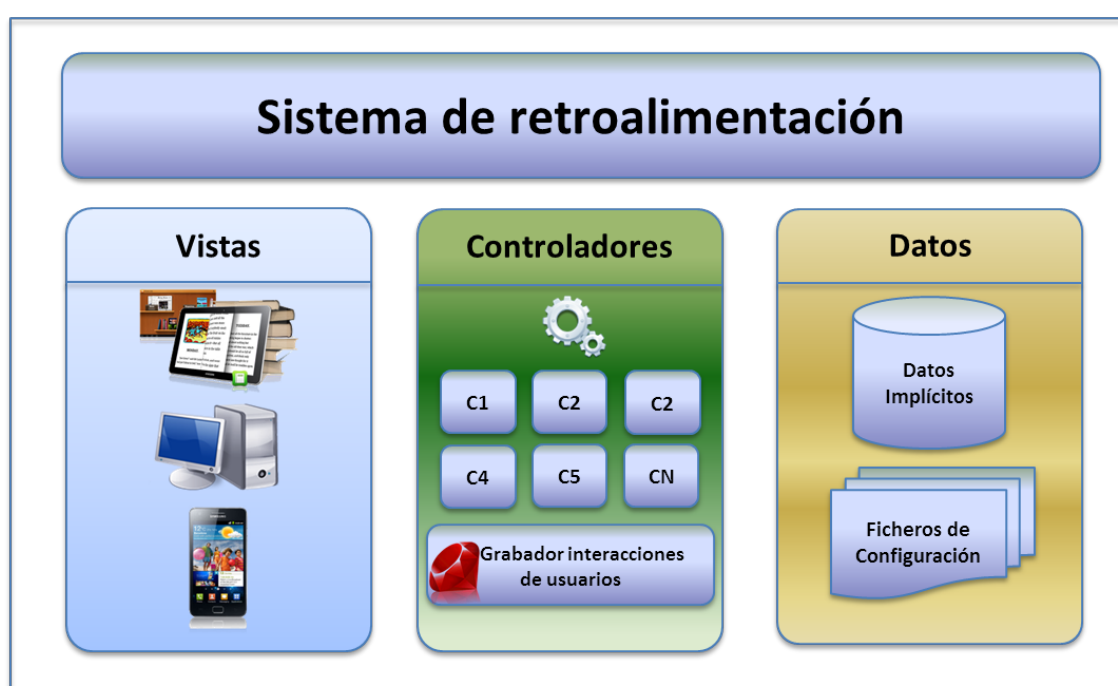 Sistema de retroalimentación
Vistas
Controladores
Datos
C1
C2
C2
C4
C5
CN
Grabador interacciones
de usuarios
Datos
Implícitos
Ficheros de
Configuración